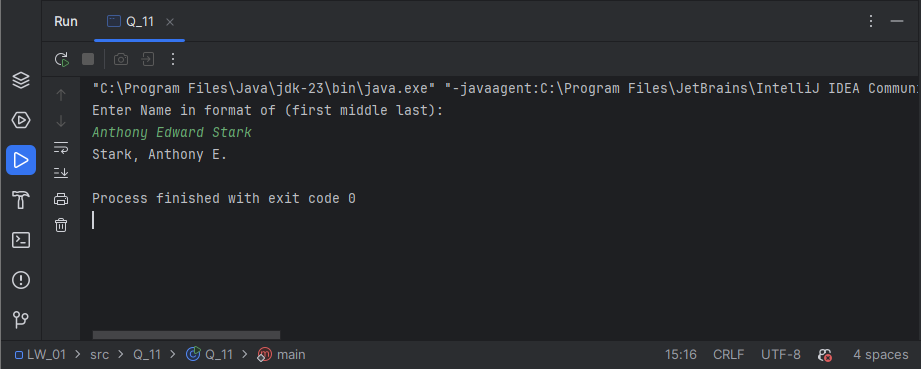 Run Q_11
"C:\Program Files\Java\jdk-23\bin\java.exe" "-javaagent:C:\Program Files\JetBrains\IntelliJ IDEA Commun
Enter Name in format of (first middle last):
Anthony Edward Stark
Stark, Anthony E.
Process finished with exit code 0
LW_01 > src > Q_11 > Q_11 > main 15:16 CRLF UTF-8 4 spaces